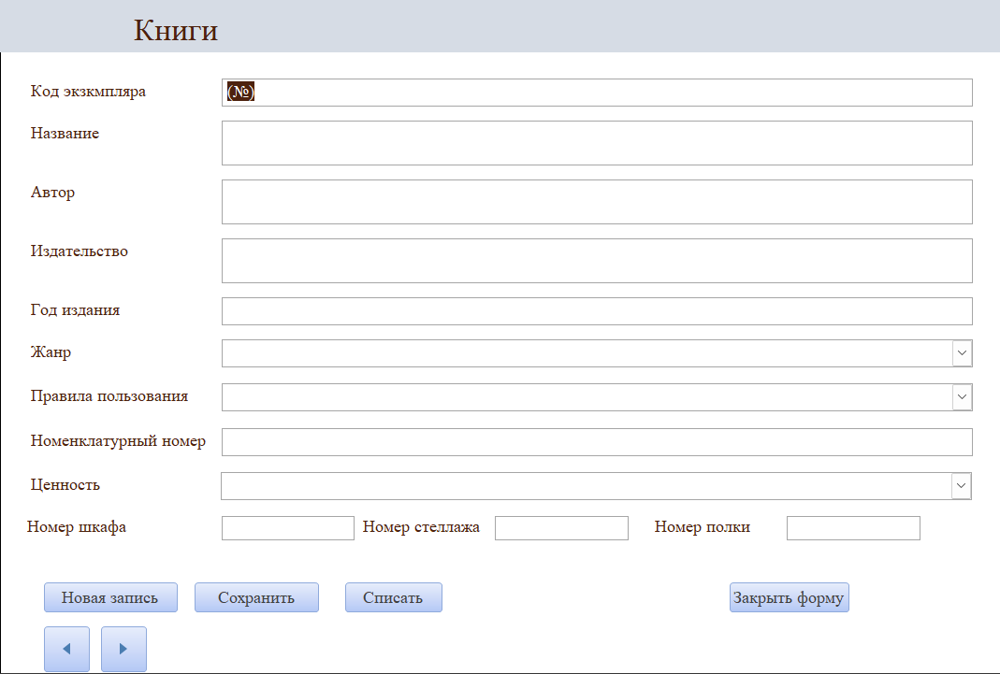 Книги
Код экзкмпляра (№)
Название
Автор
Издательство
Год издания
Жанр
Правила пользования
Номенклатурный номер
Ценность
Номер шкафа Номер стеллажа Номер полки
Новая запись Сохранить Списать Закрыть форму